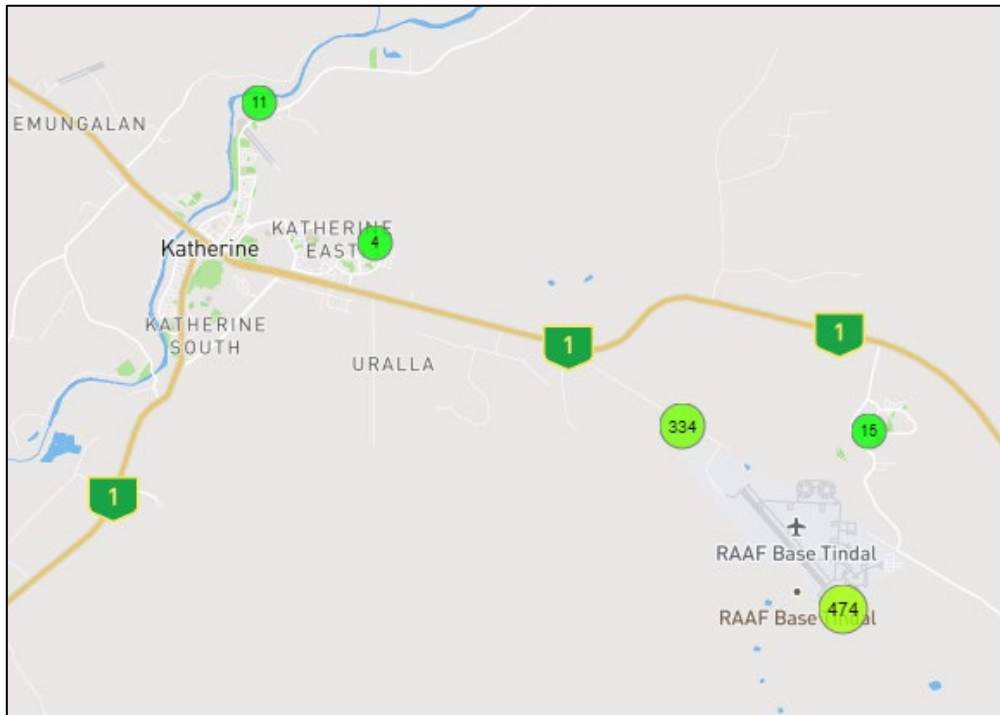 11
EMUNGALAN
KATHERINE
EAST
4
Katherine
KATHERINE
SOUTH
URALLA
1
1
334
15
1
RAAF Base Tindal
RAAF Base Tindal
474